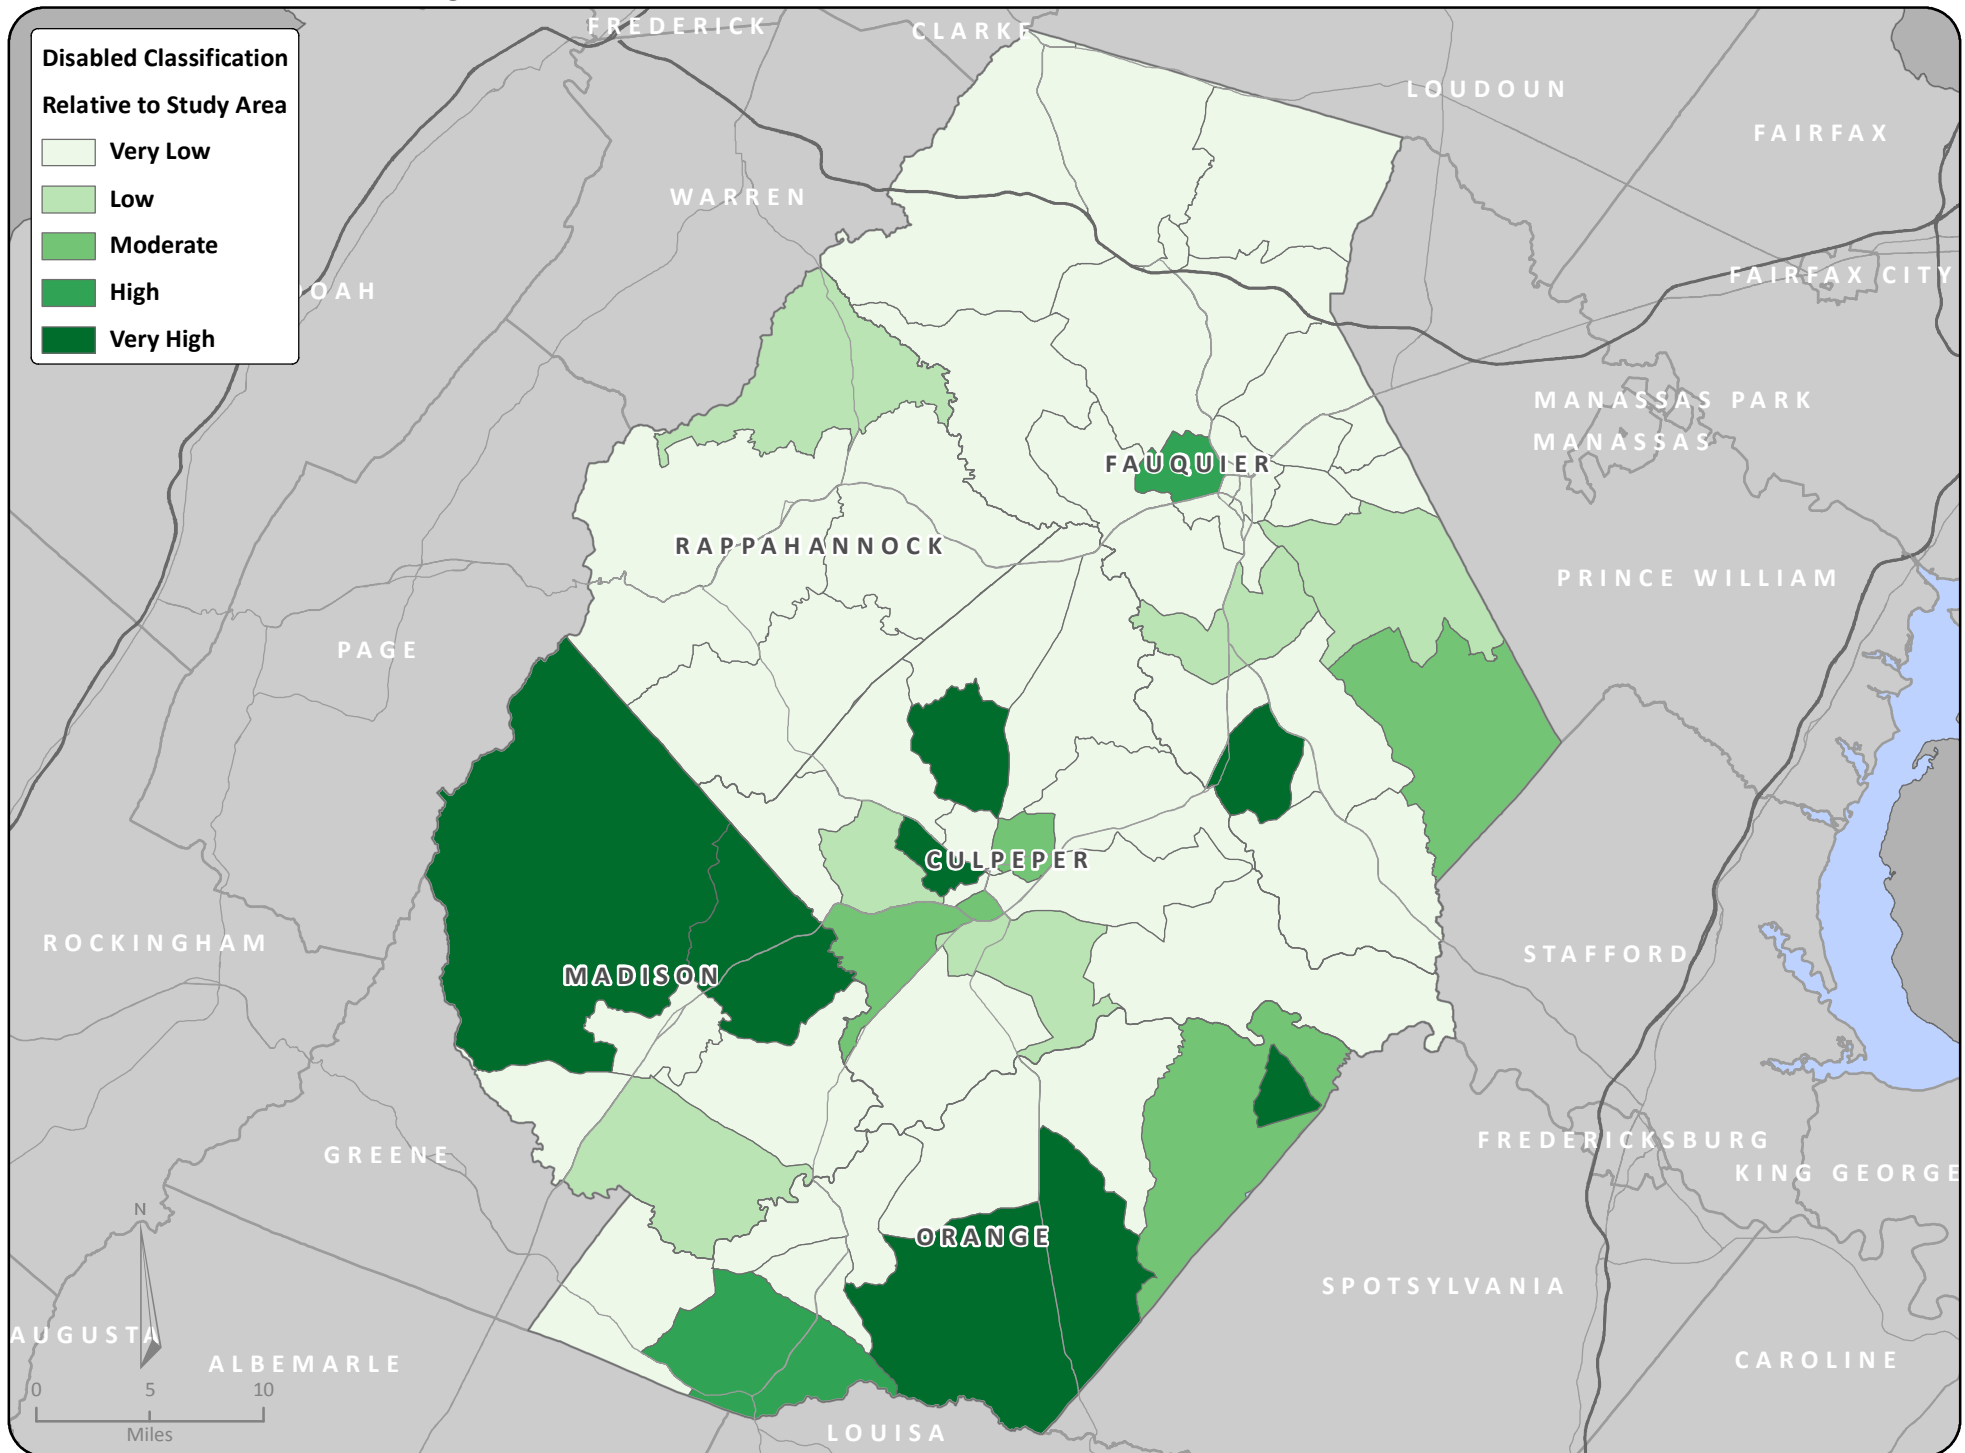 Disabled Classification
Relative to Study Area
Very Low
Low
Moderate
High
Very High
FREDERICK
CLARKE
LOUDOUN
FAIRFAX
WARREN
FAIRFAX CITY
OAH
MANASSAS PARK
MANASSAS
FAUQUIER
RAPPAHANNOCK
PRINCE WILLIAM
PAGE
CULPEPER
ROCKINGHAM
STAFFORD
MADISON
FREDERICKSBURG
GREENE
KING GEORGE
N
ORANGE
SPOTSYLVANIA
AUGUSTA
ALBEMARLE
CAROLINE
0 5 10
Miles
LOUISA